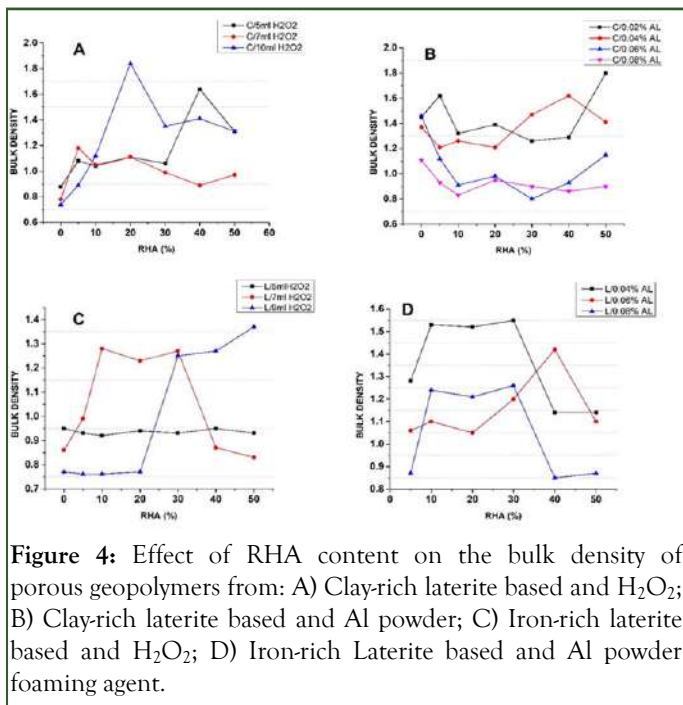 A
C/5ml H2O2
C/7ml H2O2
C/10ml H2O2
BULK DENSITY
2.0
1.8
1.6
1.4
1.2
1.0
0.8
0.6
0 10 20 30 40 50 60
RHA (%)
B
C/0.02% AL
C/0.04% AL
C/0.06% AL
C/0.08% AL
BULK DENSITY
2.0
1.8
1.6
1.4
1.2
1.0
0.8
0.6
0 10 20 30 40 50
RHA (%)
C
L/5mlH2O2
L/7ml H2O2
BULK DENSITY
1.4
1.3
1.2
1.1
1.0
0.9
0.8
0.7
0 10 20 30 40 50
RHA (%)
D
L/0.04% AL
L/0.06% AL
L/0.08% AL
BULK DENSITY
1.8
1.6
1.5
1.4
1.3
1.2
1.1
1.0
0.9
0.8
10 20 30 40 50
RHA (%)
Figure 4: Effect of RHA content on the bulk density of
porous geopolymers from: A) Clay-rich laterite based and H₂O₂;
B) Clay-rich laterite based and Al powder; C) Iron-rich laterite
based and H₂O₂; D) Iron-rich Laterite based and Al powder
foaming agent.